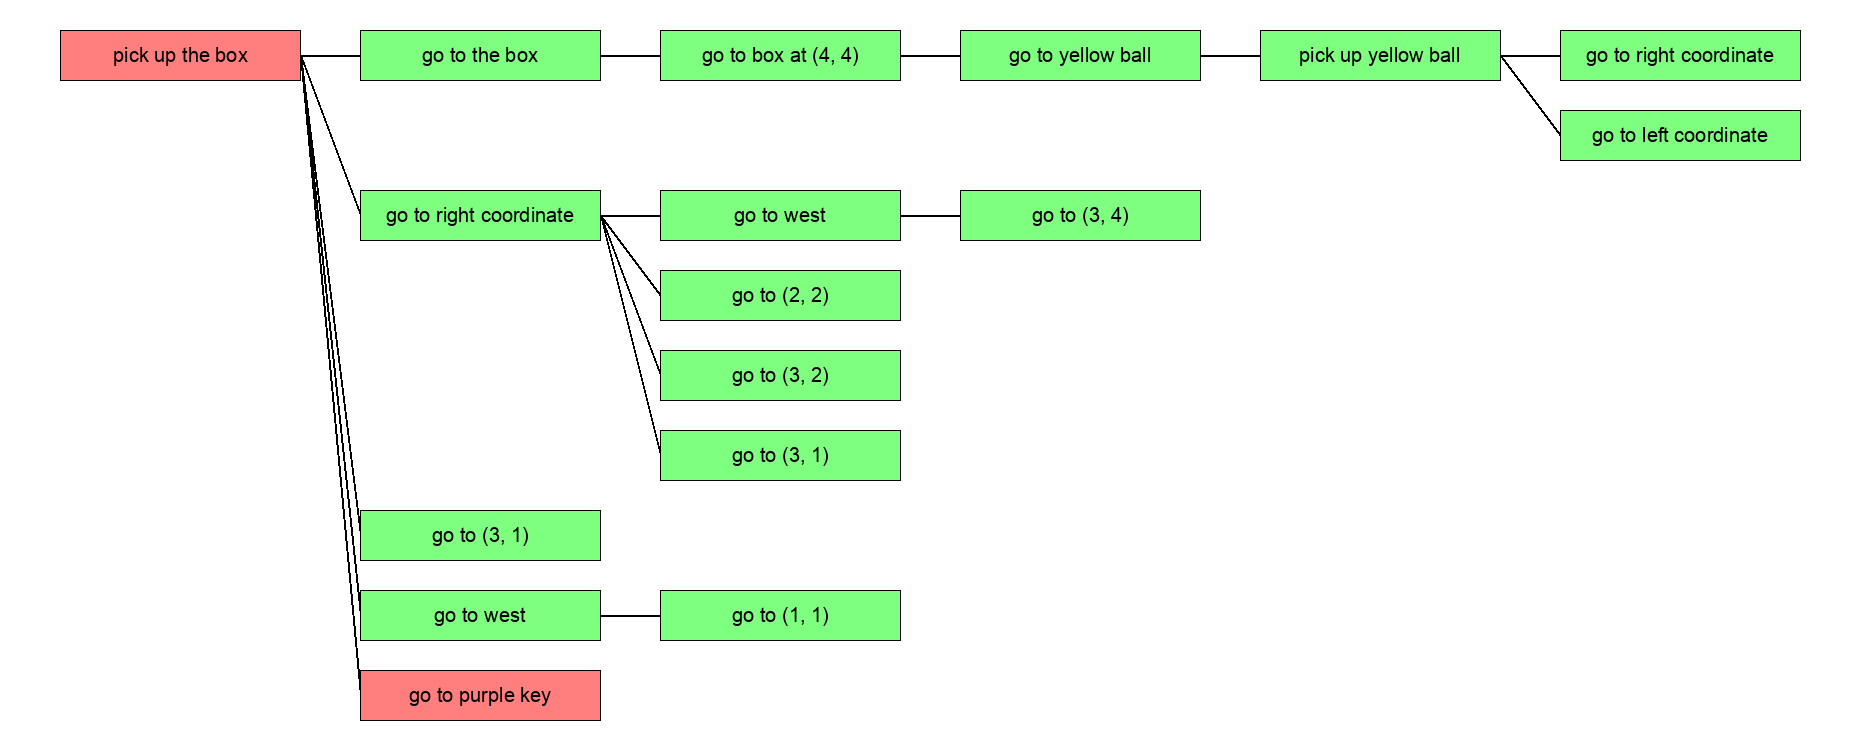 pick up the box
go to the box
go to box at (4, 4)
go to yellow ball
pick up yellow ball
go to right coordinate
go to left coordinate
go to right coordinate
go to west
go to (3, 4)
go to (2, 2)
go to (3, 2)
go to (3, 1)
go to (3, 1)
go to west
go to (1, 1)
go to purple key